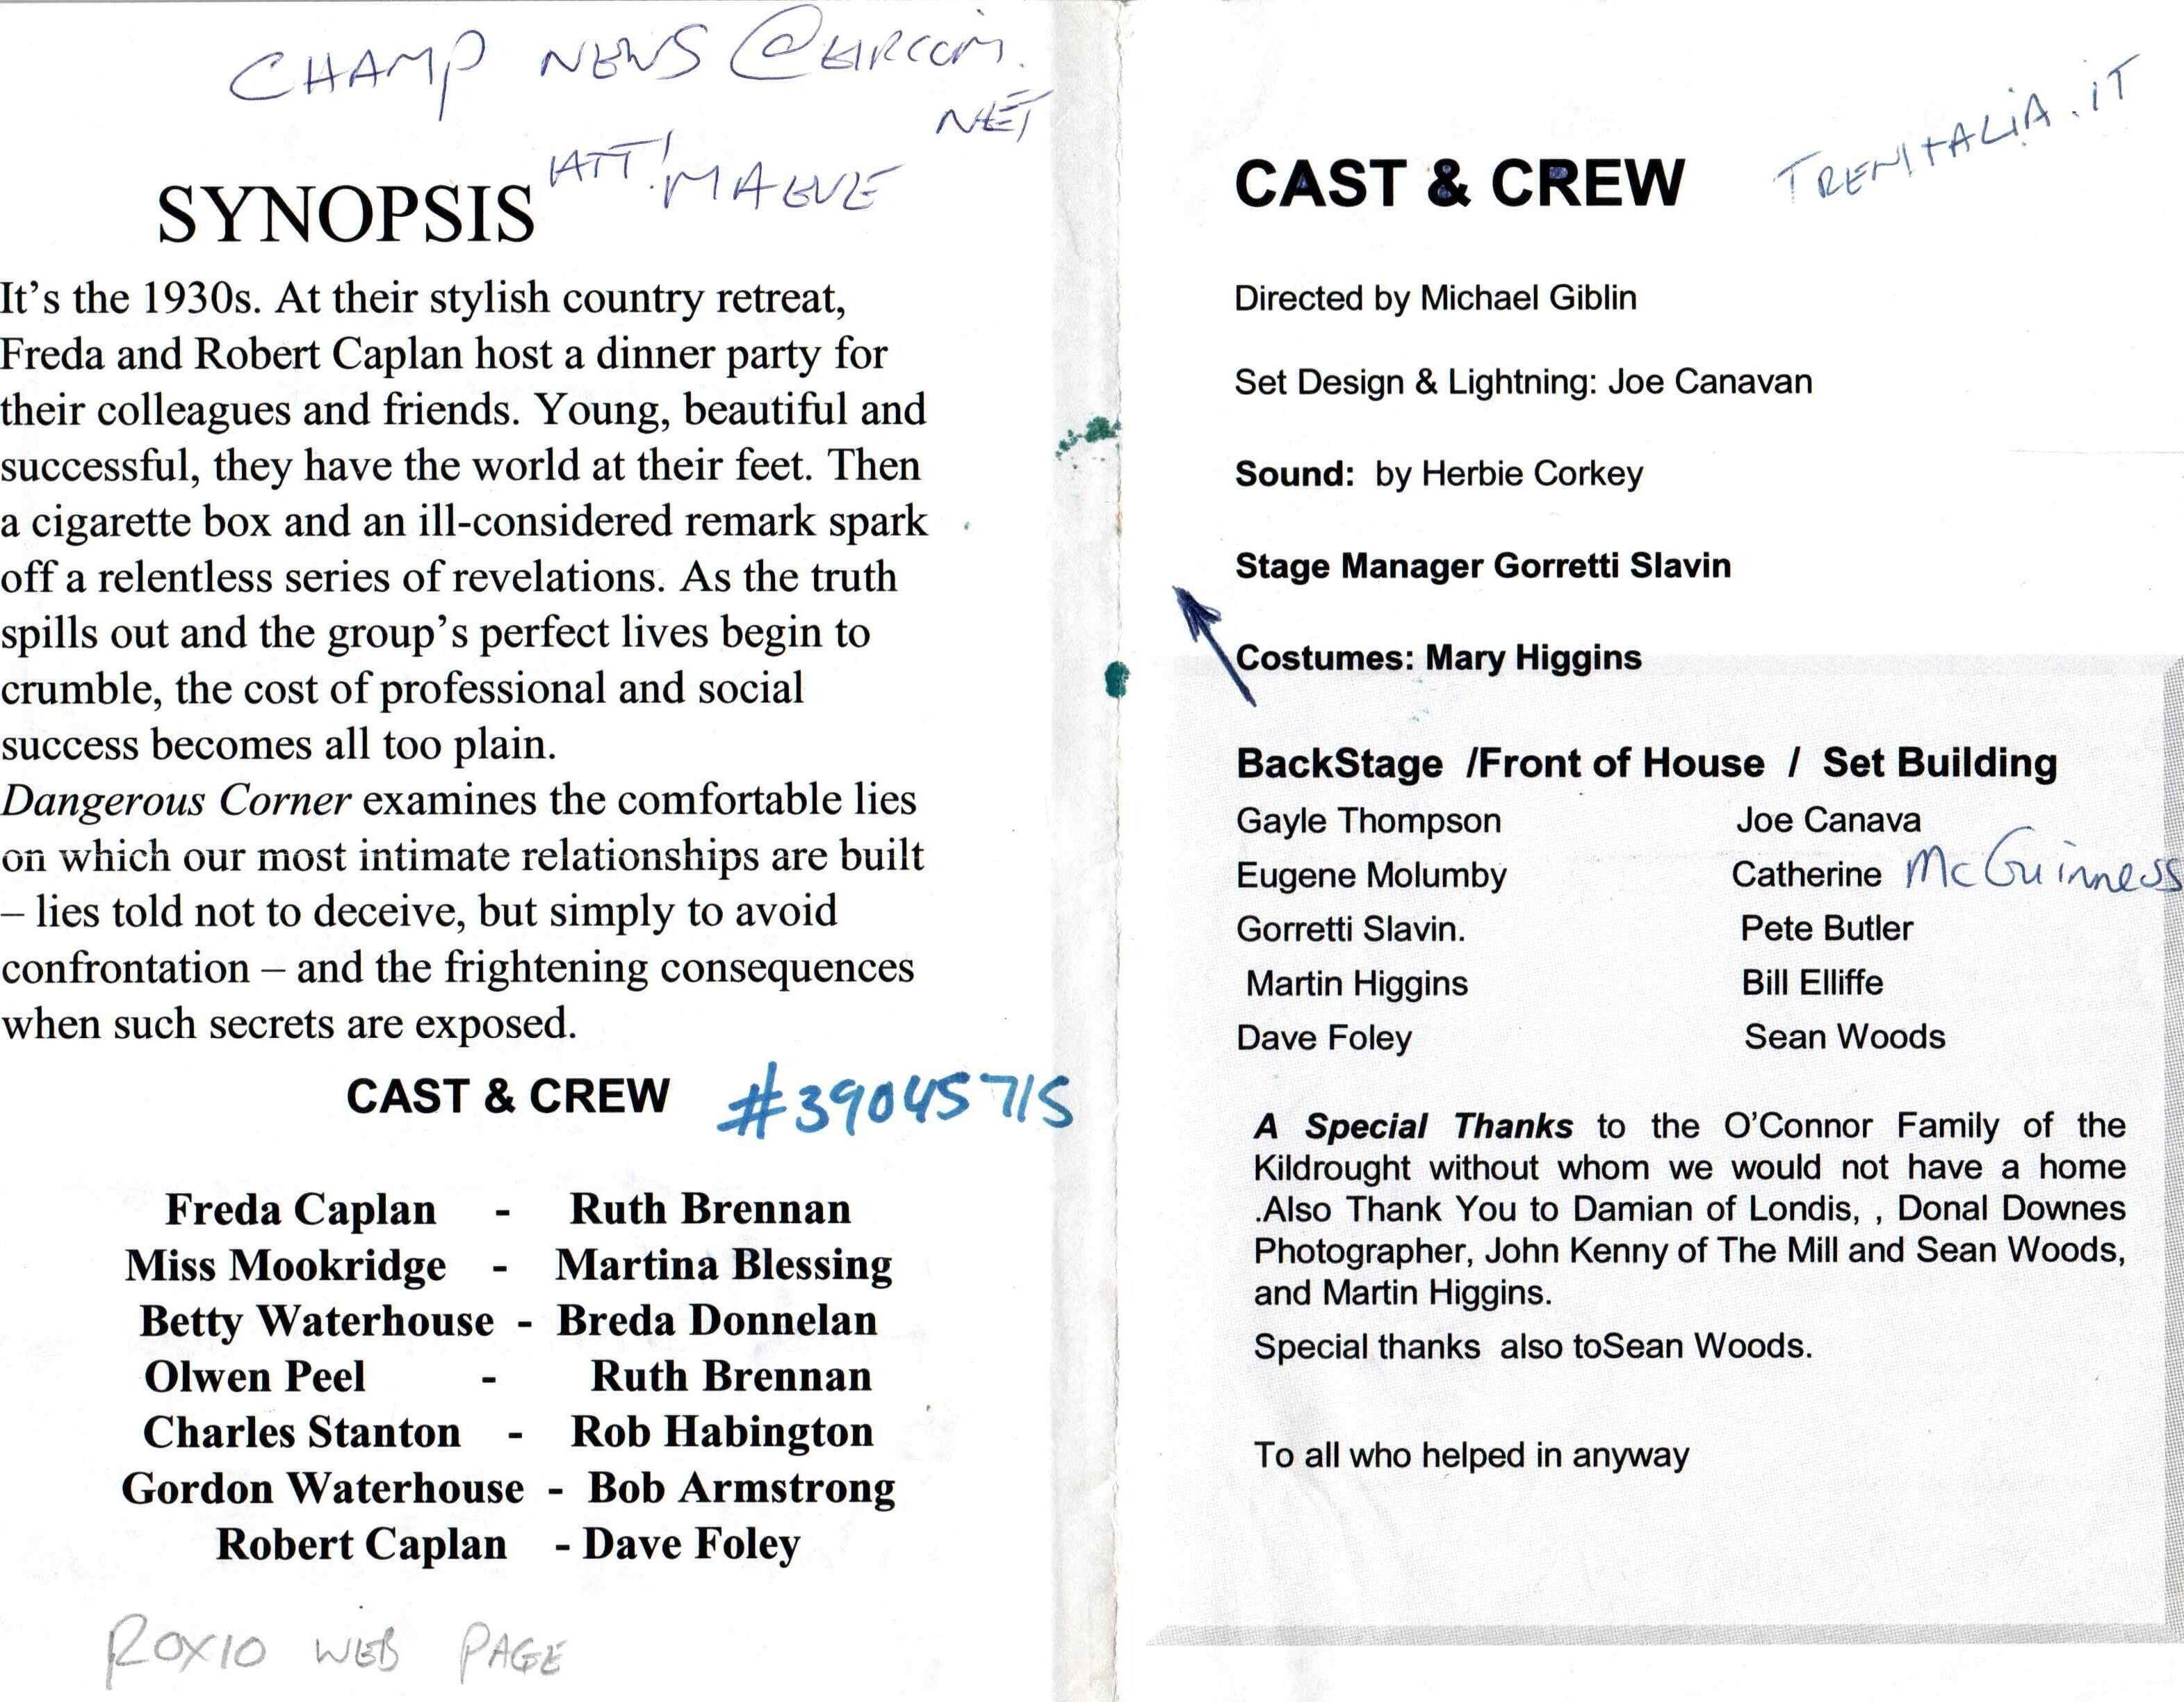 CHAMP NEWS @EIRCOM.
NET
ATT! MAEVE
SYNOPSIS
It’s the 1930s. At their stylish country retreat,
Freda and Robert Caplan host a dinner party for
their colleagues and friends. Young, beautiful and
successful, they have the world at their feet. Then
a cigarette box and an ill-considered remark spark
off a relentless series of revelations. As the truth
spills out and the group’s perfect lives begin to
crumble, the cost of professional and social
success becomes all too plain.
Dangerous Corner examines the comfortable lies
on which our most intimate relationships are built
– lies told not to deceive, but simply to avoid
confrontation – and the frightening consequences
when such secrets are exposed.
CAST & CREW #39045715
Freda Caplan - Ruth Brennan
Miss Mookridge - Martina Blessing
Betty Waterhouse - Breda Donnelan
Olwen Peel - Ruth Brennan
Charles Stanton - Rob Habington
Gordon Waterhouse - Bob Armstrong
Robert Caplan - Dave Foley
ROXIO WEB PAGE
TRENITALIA.IT
CAST & CREW
Directed by Michael Giblin
Set Design & Lightning: Joe Canavan
Sound: by Herbie Corkey
Stage Manager Gorretti Slavin
Costumes: Mary Higgins
BackStage /Front of House / Set Building
Gayle Thompson Joe Canava
Eugene Molumby Catherine McGuinness
Gorretti Slavin. Pete Butler
Martin Higgins Bill Elliffe
Dave Foley Sean Woods
A Special Thanks to the O’Connor Family of the
Kildrought without whom we would not have a home
.Also Thank You to Damian of Londis, , Donal Downes
Photographer, John Kenny of The Mill and Sean Woods,
and Martin Higgins.
Special thanks also toSean Woods.
To all who helped in anyway